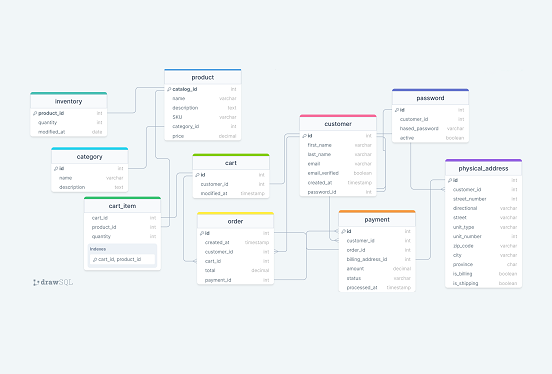 product
catalog_id int
name varchar
description text
SKU varchar
category_id int
price decimal
inventory
product_id int
quantity int
modified_at date
category
id int
name varchar
description text
cart_item
cart_id int
product_id int
quantity int
Indexes
cart_id, product_id
cart
id int
customer_id int
modified_at timestamp
order
id int
created_at timestamp
customer_id int
cart_id int
total decimal
payment_id int
customer
id int
first_name varchar
last_name varchar
email varchar
email_verified boolean
created_at timestamp
password_id int
payment
id int
customer_id int
order_id int
billing_address_id int
amount decimal
status varchar
processed_at timestamp
password
id int
customer_id int
hased_password varchar
active boolean
physical_address
id int
customer_id int
street_number int
directional varchar
street varchar
unit_type varchar
unit_number int
zip_code varchar
city varchar
province char
is_billing boolean
is_shipping boolean
drawSQL